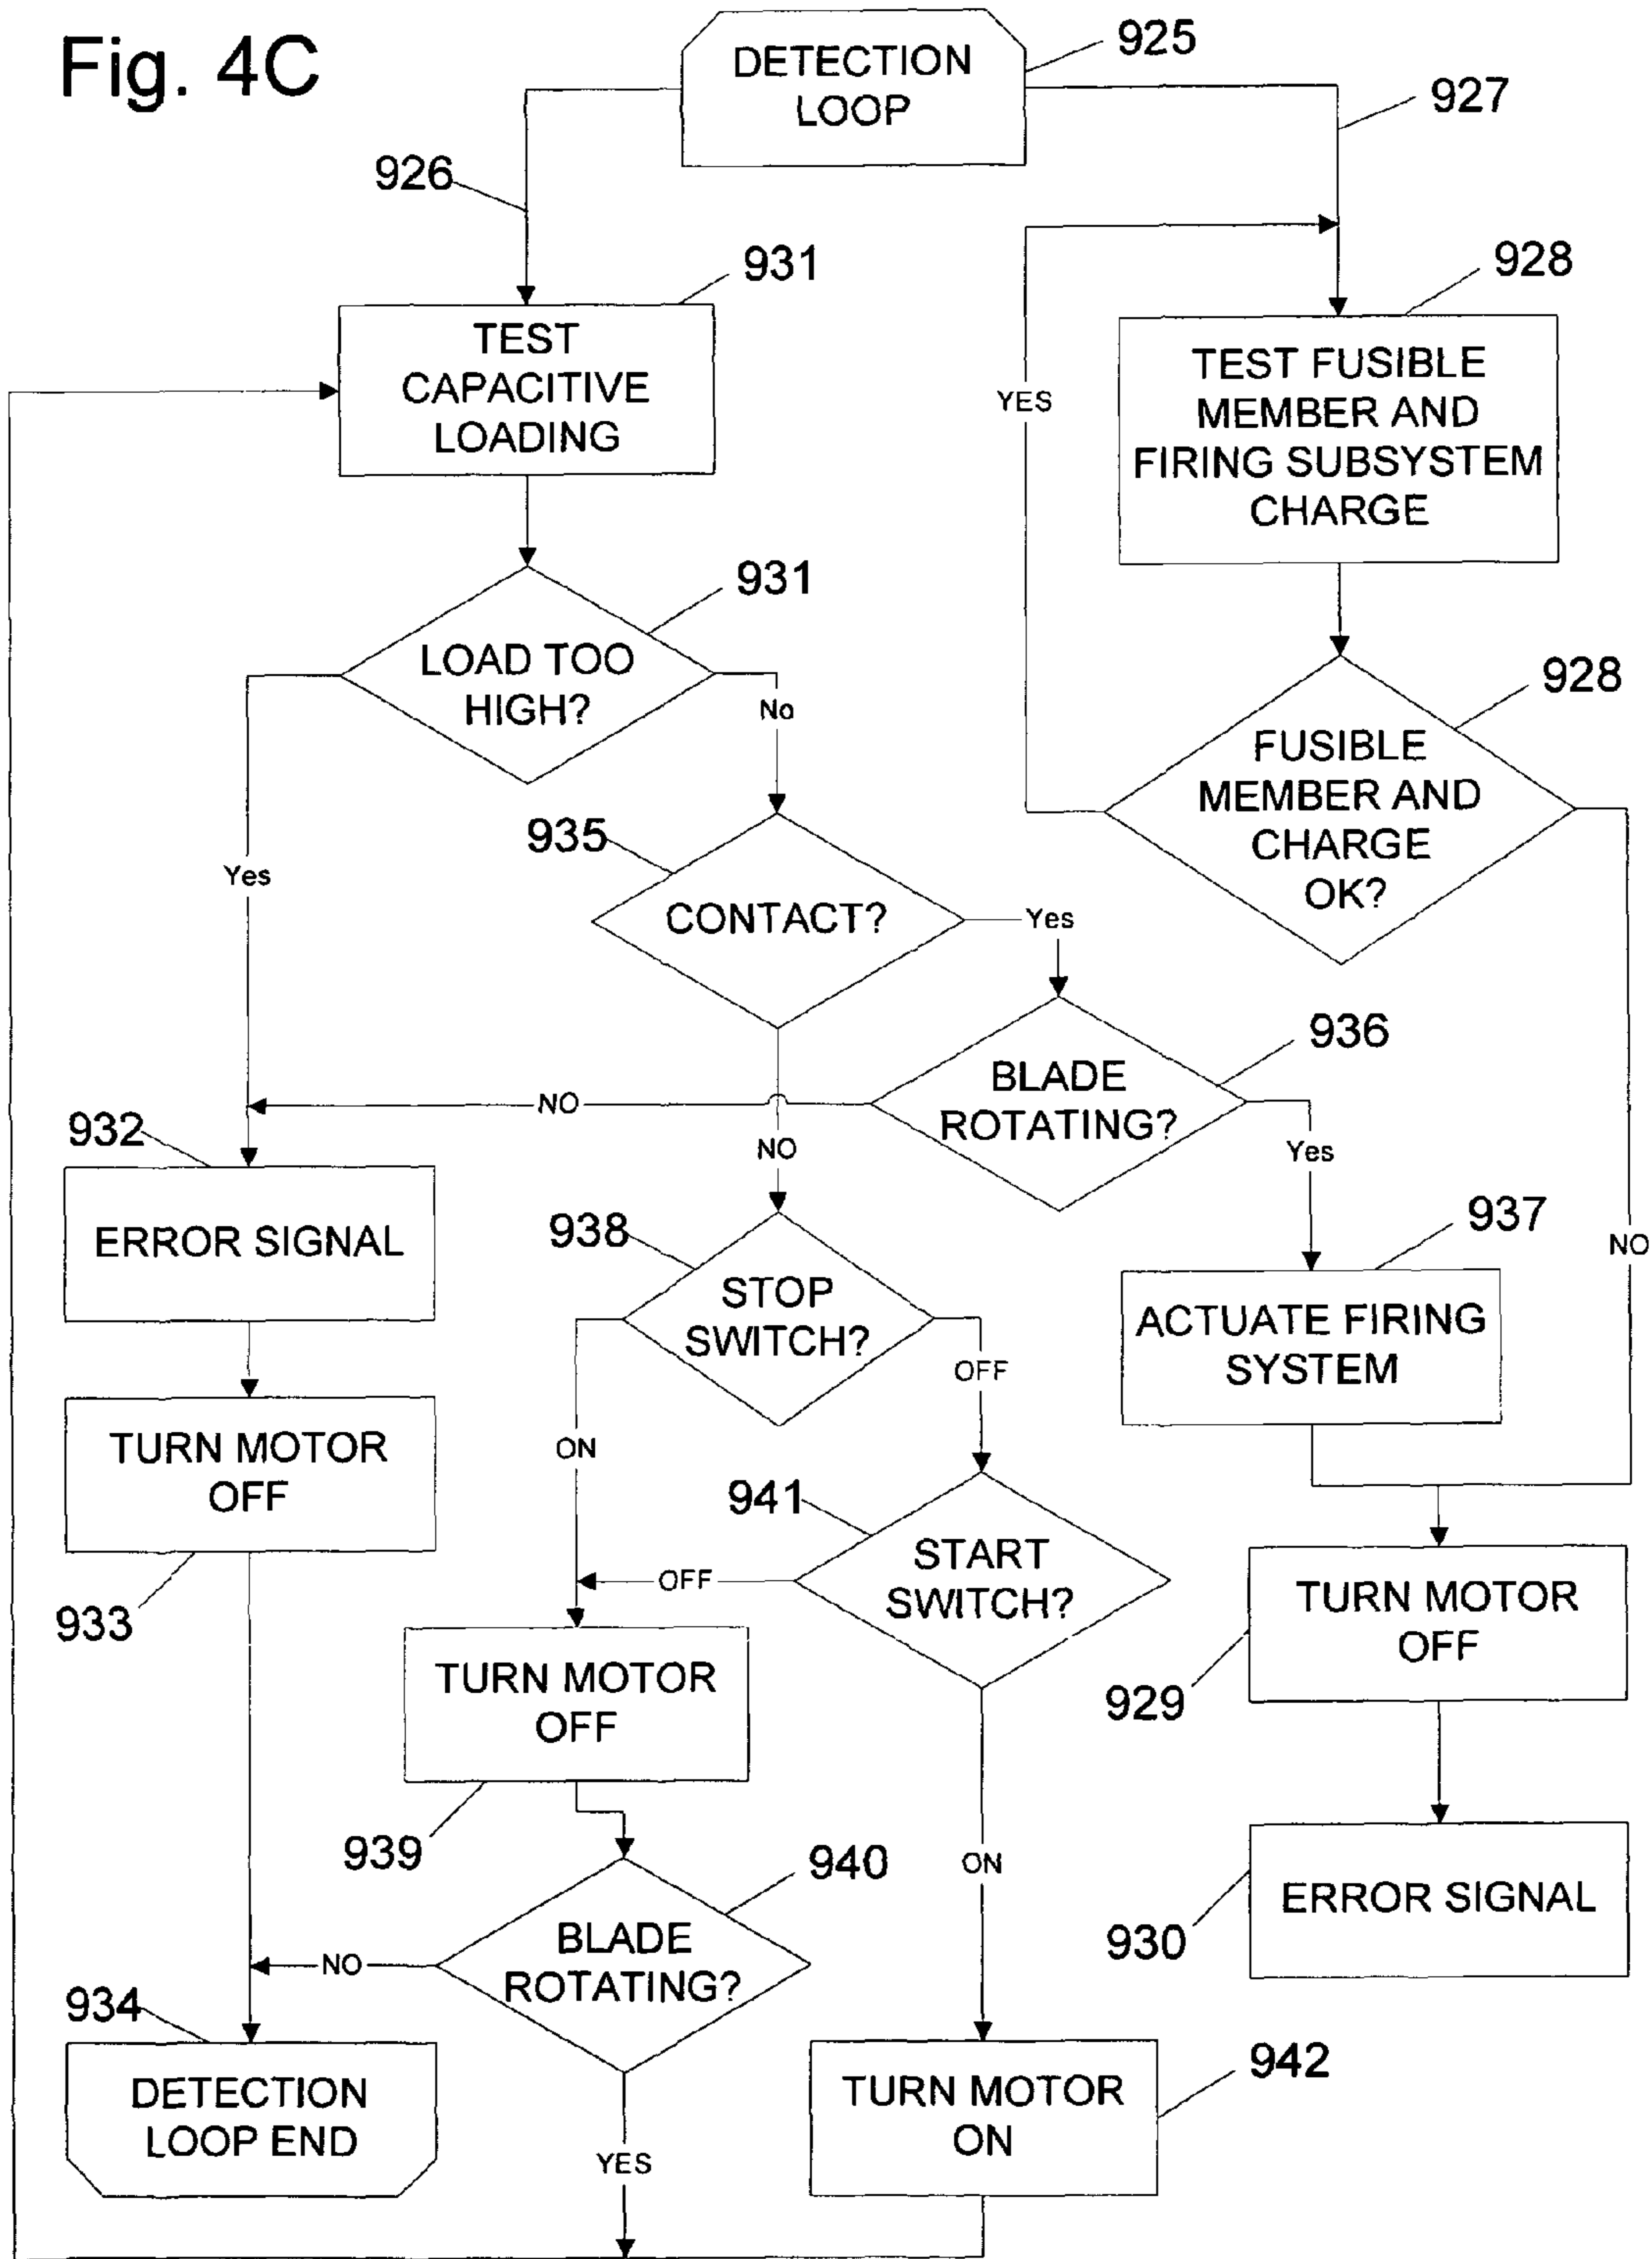 Fig. 4C
DETECTION
LOOP
925
927
926
931
TEST
CAPACITIVE
LOADING
928
TEST FUSIBLE
MEMBER AND
FIRING SUBSYSTEM
CHARGE
YES
931
LOAD TOO
HIGH?
No
Yes
928
FUSIBLE
MEMBER AND
CHARGE
OK?
935
CONTACT?
Yes
936
BLADE
ROTATING?
NO
NO
Yes
932
ERROR SIGNAL
938
STOP
SWITCH?
OFF
ON
937
ACTUATE FIRING
SYSTEM
NO
TURN MOTOR
OFF
933
941
START
SWITCH?
OFF
ON
TURN MOTOR
OFF
939
TURN MOTOR
OFF
929
940
BLADE
ROTATING?
NO
YES
ERROR SIGNAL
930
934
DETECTION
LOOP END
TURN MOTOR
ON
942